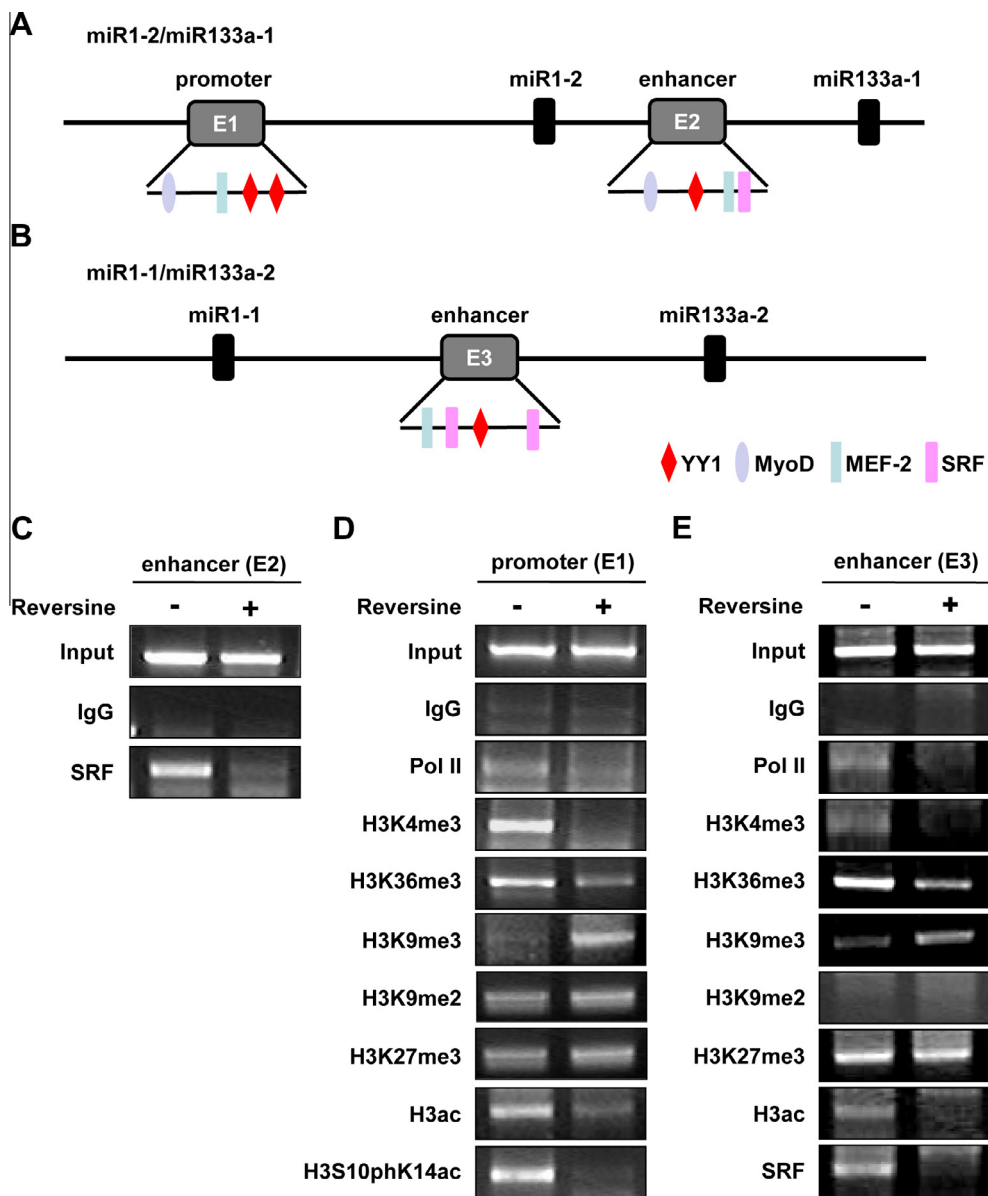 A
miR1-2/miR133a-1
promoter
miR1-2
enhancer
miR133a-1
E1
E2
B
miR1-1/miR133a-2
miR1-1
enhancer
miR133a-2
E3
YY1 MyoD MEF-2 SRF
C
enhancer (E2)
Reversine - +
Input
IgG
SRF
D
promoter (E1)
Reversine - +
Input
IgG
Pol II
H3K4me3
H3K36me3
H3K9me3
H3K9me2
H3K27me3
H3ac
H3S10phK14ac
E
enhancer (E3)
Reversine - +
Input
IgG
Pol II
H3K4me3
H3K36me3
H3K9me3
H3K9me2
H3K27me3
H3ac
SRF